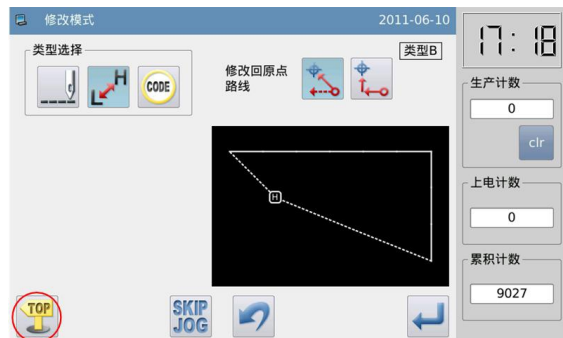 修改模式
2011-06-10
17:18
类型选择
L H
CODE
修改回原点
路线
类型B
生产计数
0
clr
上电计数
0
累积计数
9027
H
TOP
SKIP
JOG